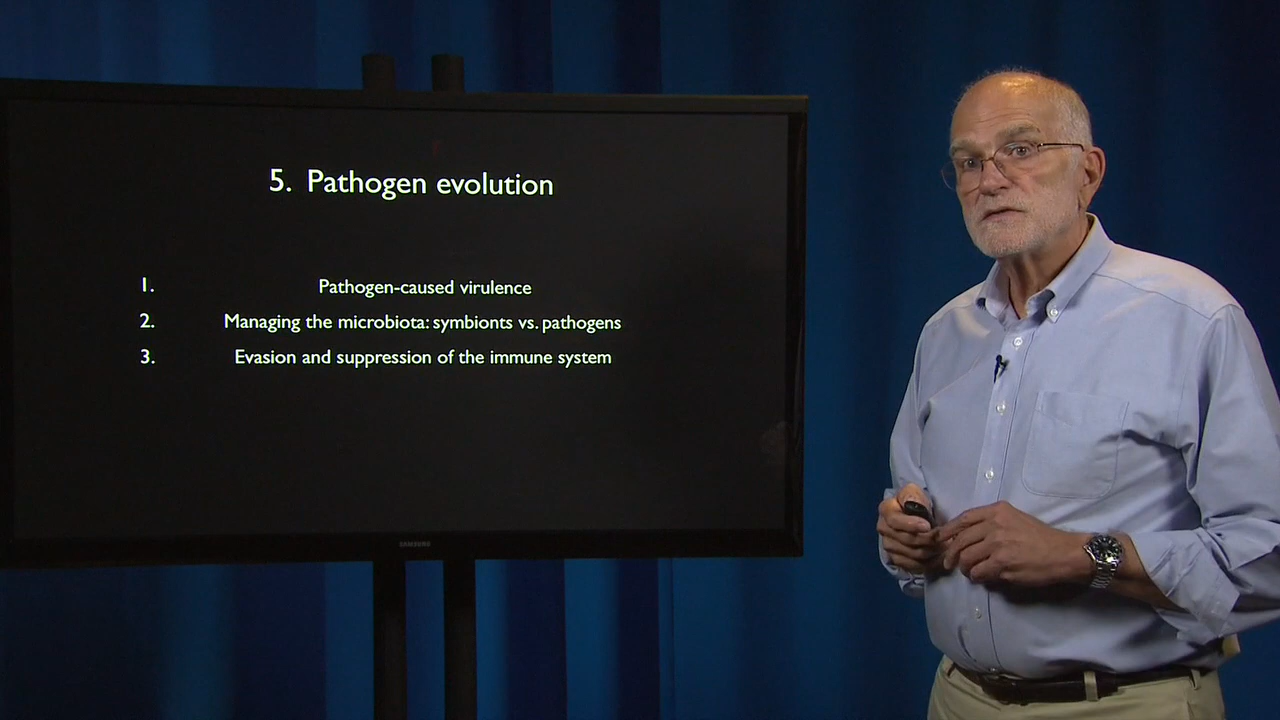 5. Pathogen evolution
1. Pathogen-caused virulence
2. Managing the microbiota: symbionts vs. pathogens
3. Evasion and suppression of the immune system
SAMSUNG